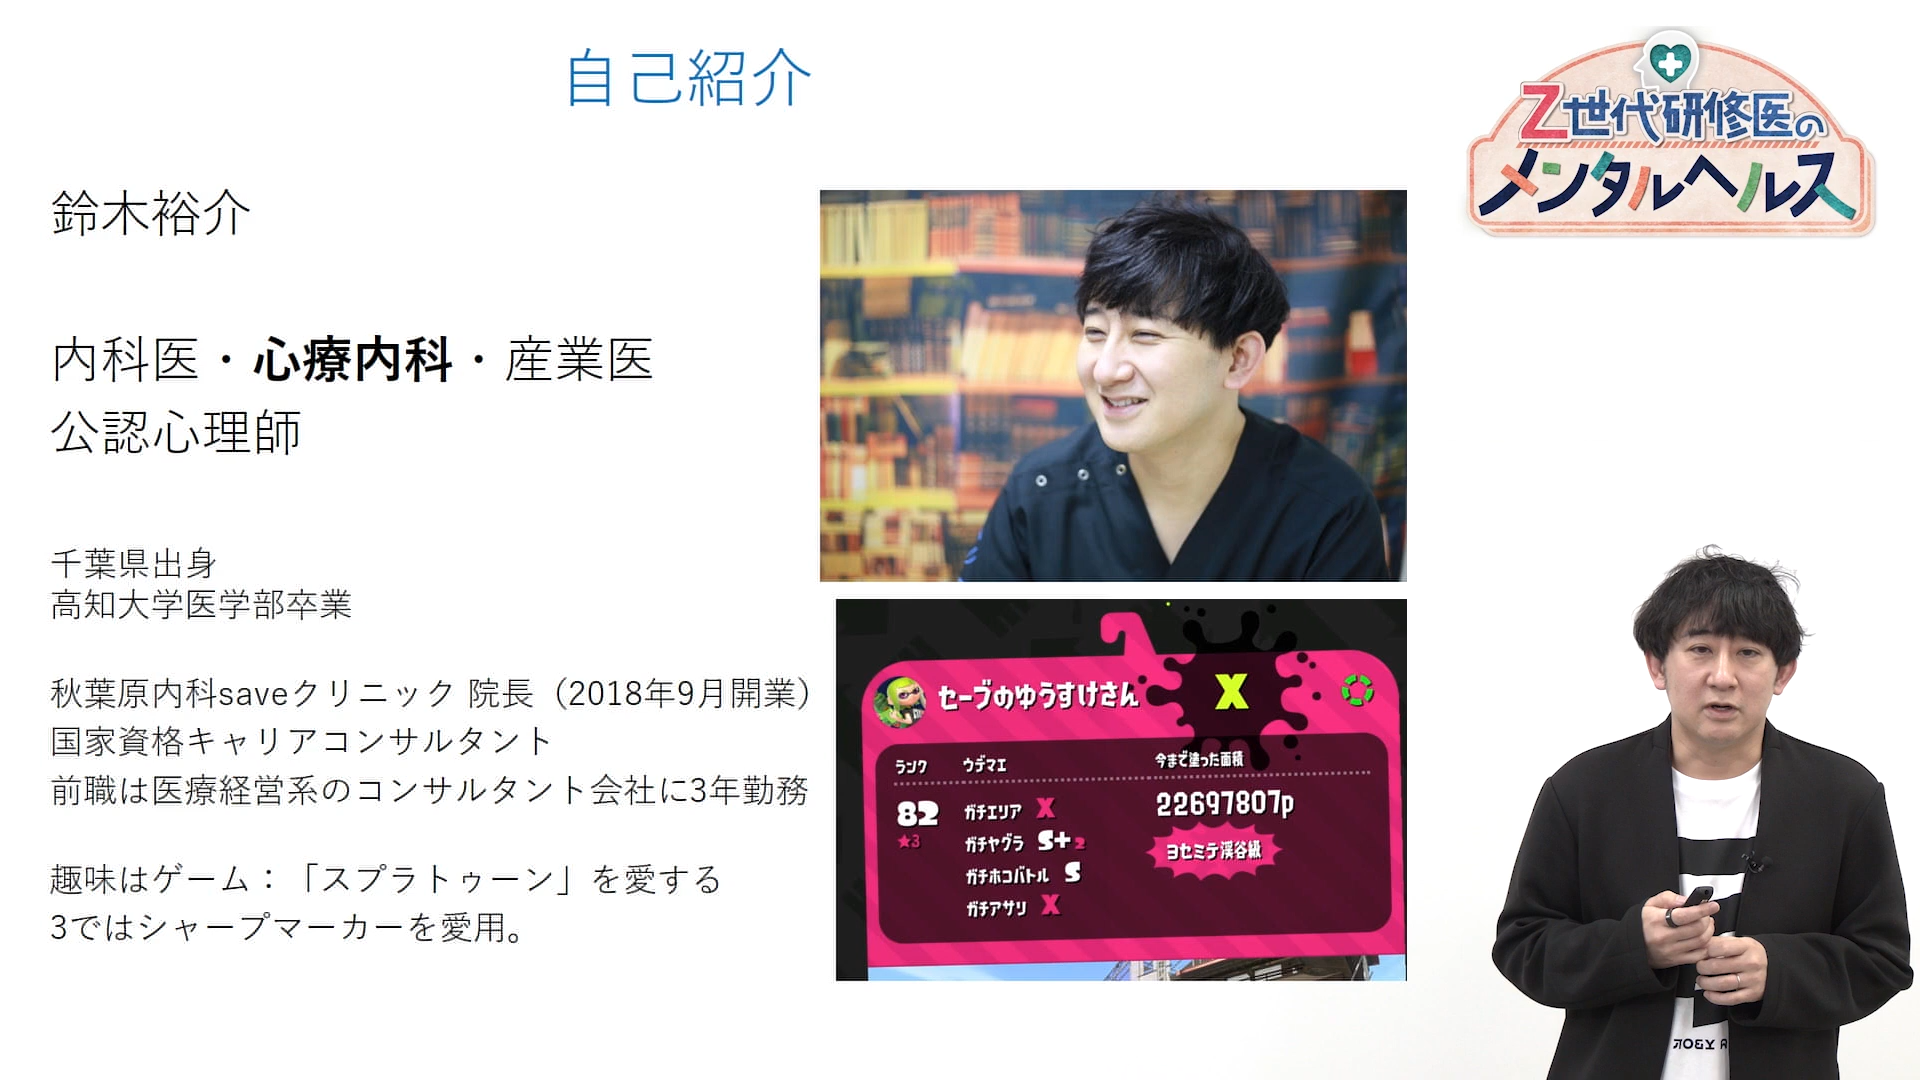 自己紹介
Z世代研修医の
メンタルヘルス
鈴木裕介
内科医・心療内科・産業医
公認心理師
千葉県出身
高知大学医学部卒業
秋葉原内科saveクリニック 院長（2018年9月開業）
国家資格キャリアコンサルタント
前職は医療経営系のコンサルタント会社に3年勤務
趣味はゲーム：「スプラトゥーン」を愛する
3ではシャープマーカーを愛用。
セーブのゆうすけさん
X
ランク
ウデマエ
今まで塗った面積
82
★3
ガチエリア X
ガチヤグラ S+2
ガチホコバトル S
ガチアサリ X
22697807p
ヨセミテ渓谷級